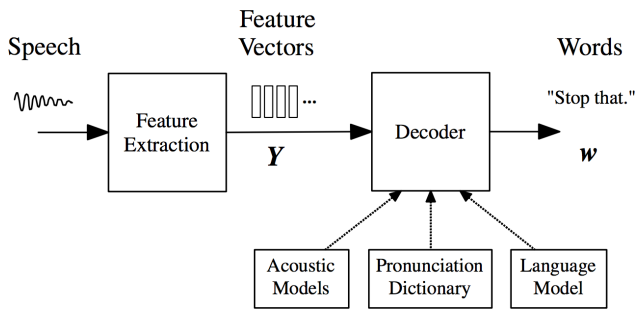 Feature
Speech Vectors Words
"Stop that."
Feature
Extraction
...
Decoder
Y
w
Acoustic
Models
Pronunciation
Dictionary
Language
Model